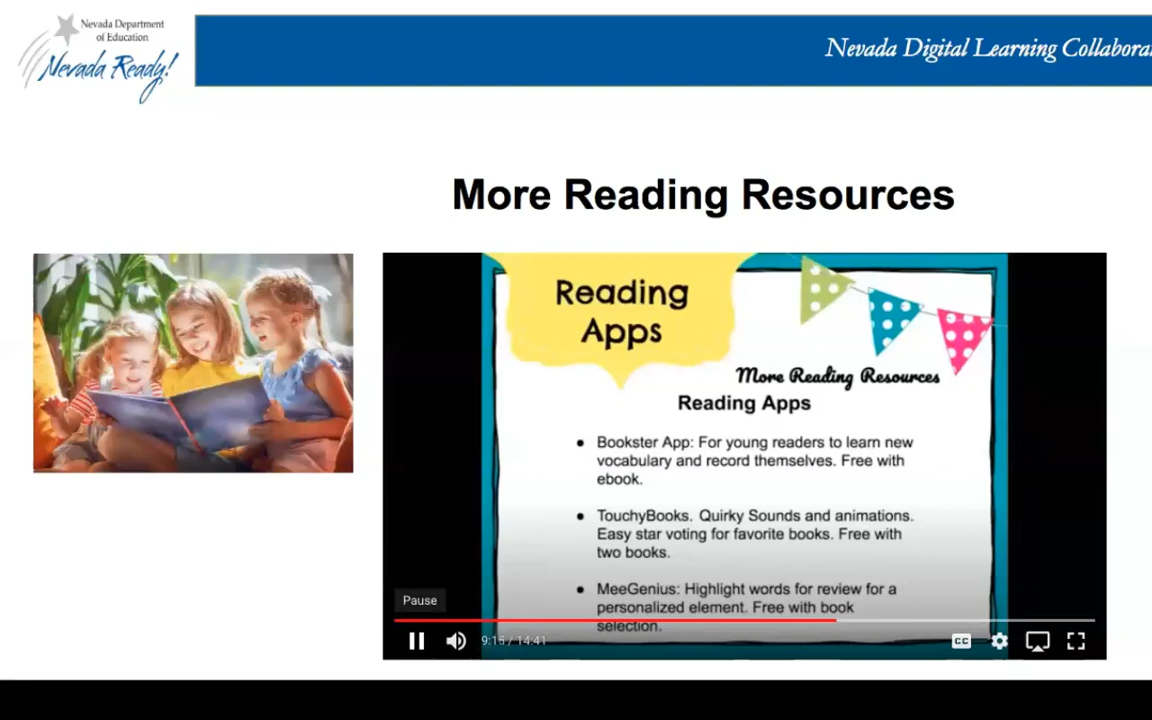 Nevada Department
of Education
Nevada Ready!
Nevada Digital Learning Collabora
More Reading Resources
Reading
Apps
More Reading Resources
Reading Apps
• Bookster App: For young readers to learn new
vocabulary and record themselves. Free with
ebook.
• TouchyBooks. Quirky Sounds and animations.
Easy star voting for favorite books. Free with
two books.
• MeeGenius: Highlight words for review for a
personalized element. Free with book
selection.
Pause
9:15 / 14:41
CC